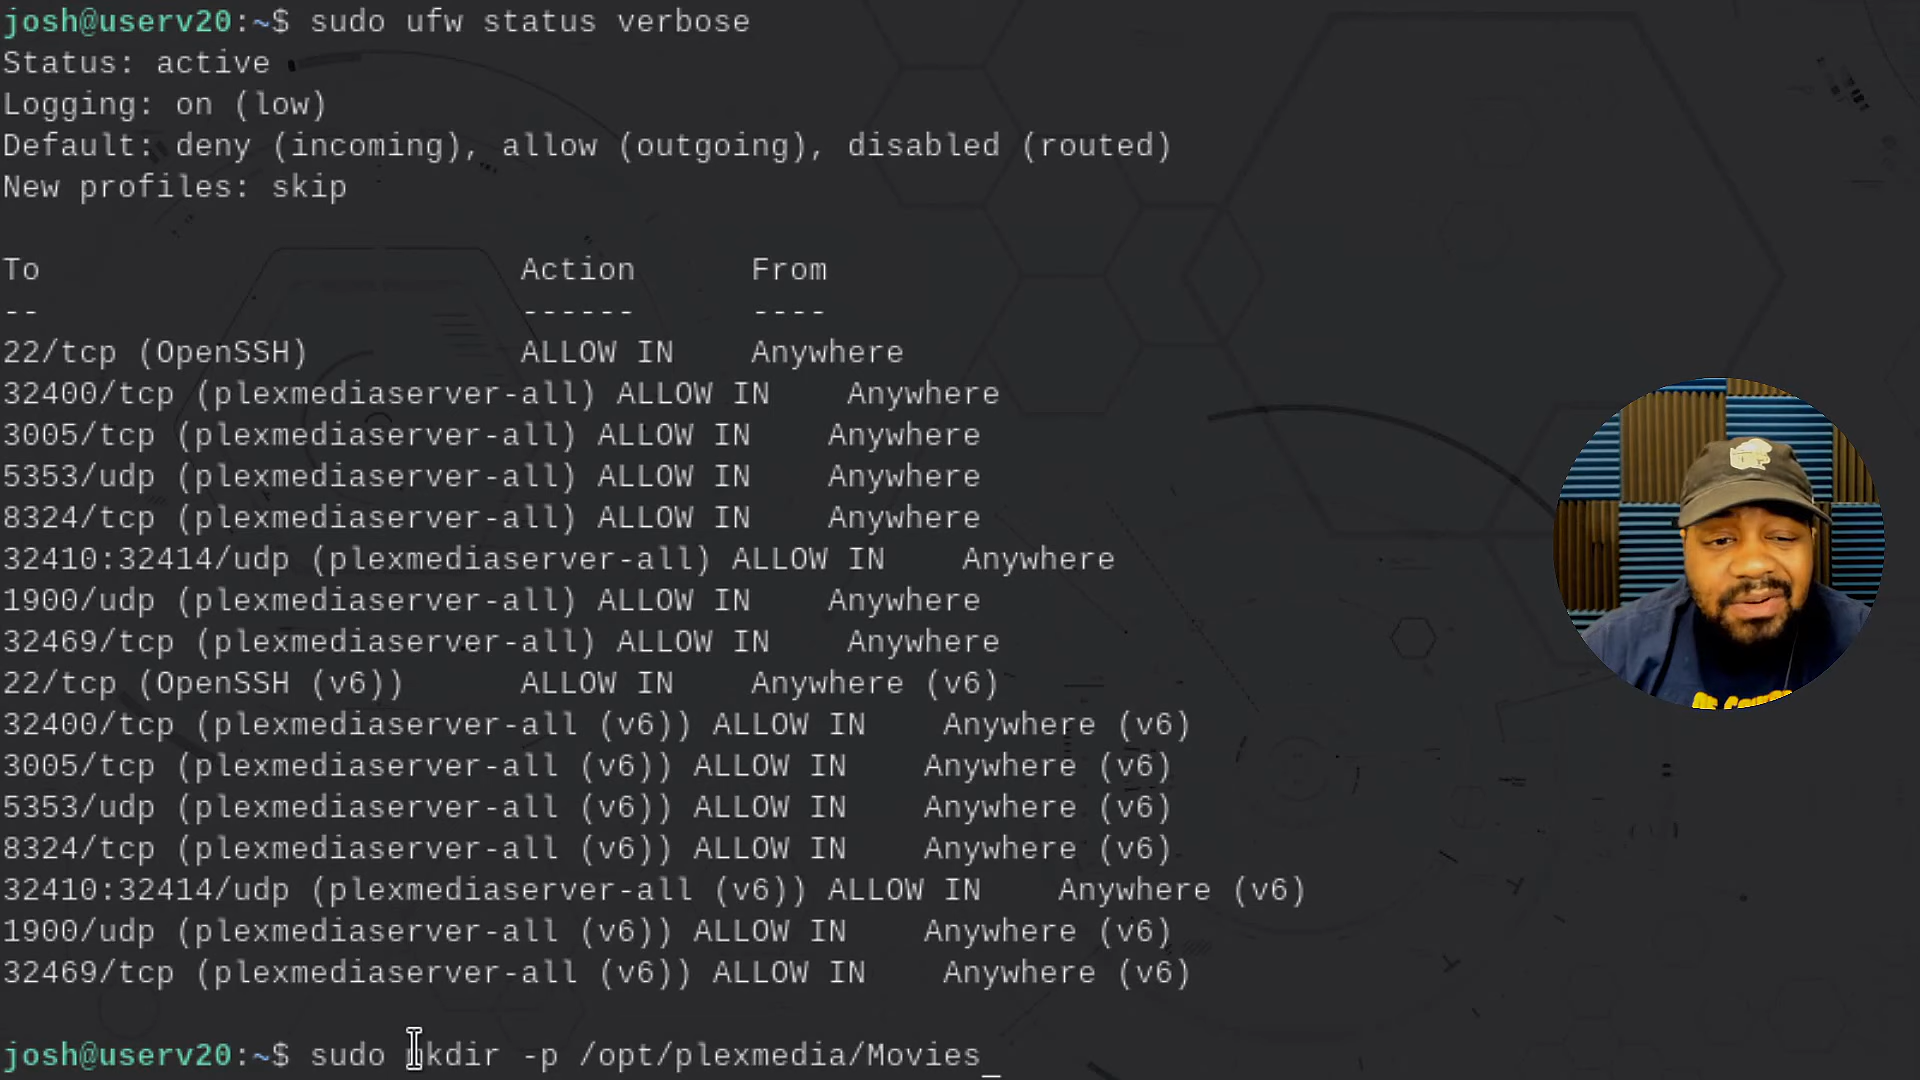 josh@userv20:~$ sudo ufw status verbose
Status: active
Logging: on (low)
Default: deny (incoming), allow (outgoing), disabled (routed)
New profiles: skip
To Action From
-- ------ ----
22/tcp (OpenSSH) ALLOW IN Anywhere
32400/tcp (plexmediaserver-all) ALLOW IN Anywhere
3005/tcp (plexmediaserver-all) ALLOW IN Anywhere
5353/udp (plexmediaserver-all) ALLOW IN Anywhere
8324/tcp (plexmediaserver-all) ALLOW IN Anywhere
32410:32414/udp (plexmediaserver-all) ALLOW IN Anywhere
1900/udp (plexmediaserver-all) ALLOW IN Anywhere
32469/tcp (plexmediaserver-all) ALLOW IN Anywhere
22/tcp (OpenSSH (v6)) ALLOW IN Anywhere (v6)
32400/tcp (plexmediaserver-all (v6)) ALLOW IN Anywhere (v6)
3005/tcp (plexmediaserver-all (v6)) ALLOW IN Anywhere (v6)
5353/udp (plexmediaserver-all (v6)) ALLOW IN Anywhere (v6)
8324/tcp (plexmediaserver-all (v6)) ALLOW IN Anywhere (v6)
32410:32414/udp (plexmediaserver-all (v6)) ALLOW IN Anywhere (v6)
1900/udp (plexmediaserver-all (v6)) ALLOW IN Anywhere (v6)
32469/tcp (plexmediaserver-all (v6)) ALLOW IN Anywhere (v6)
josh@userv20:~$ sudo mkdir -p /opt/plexmedia/Movies_